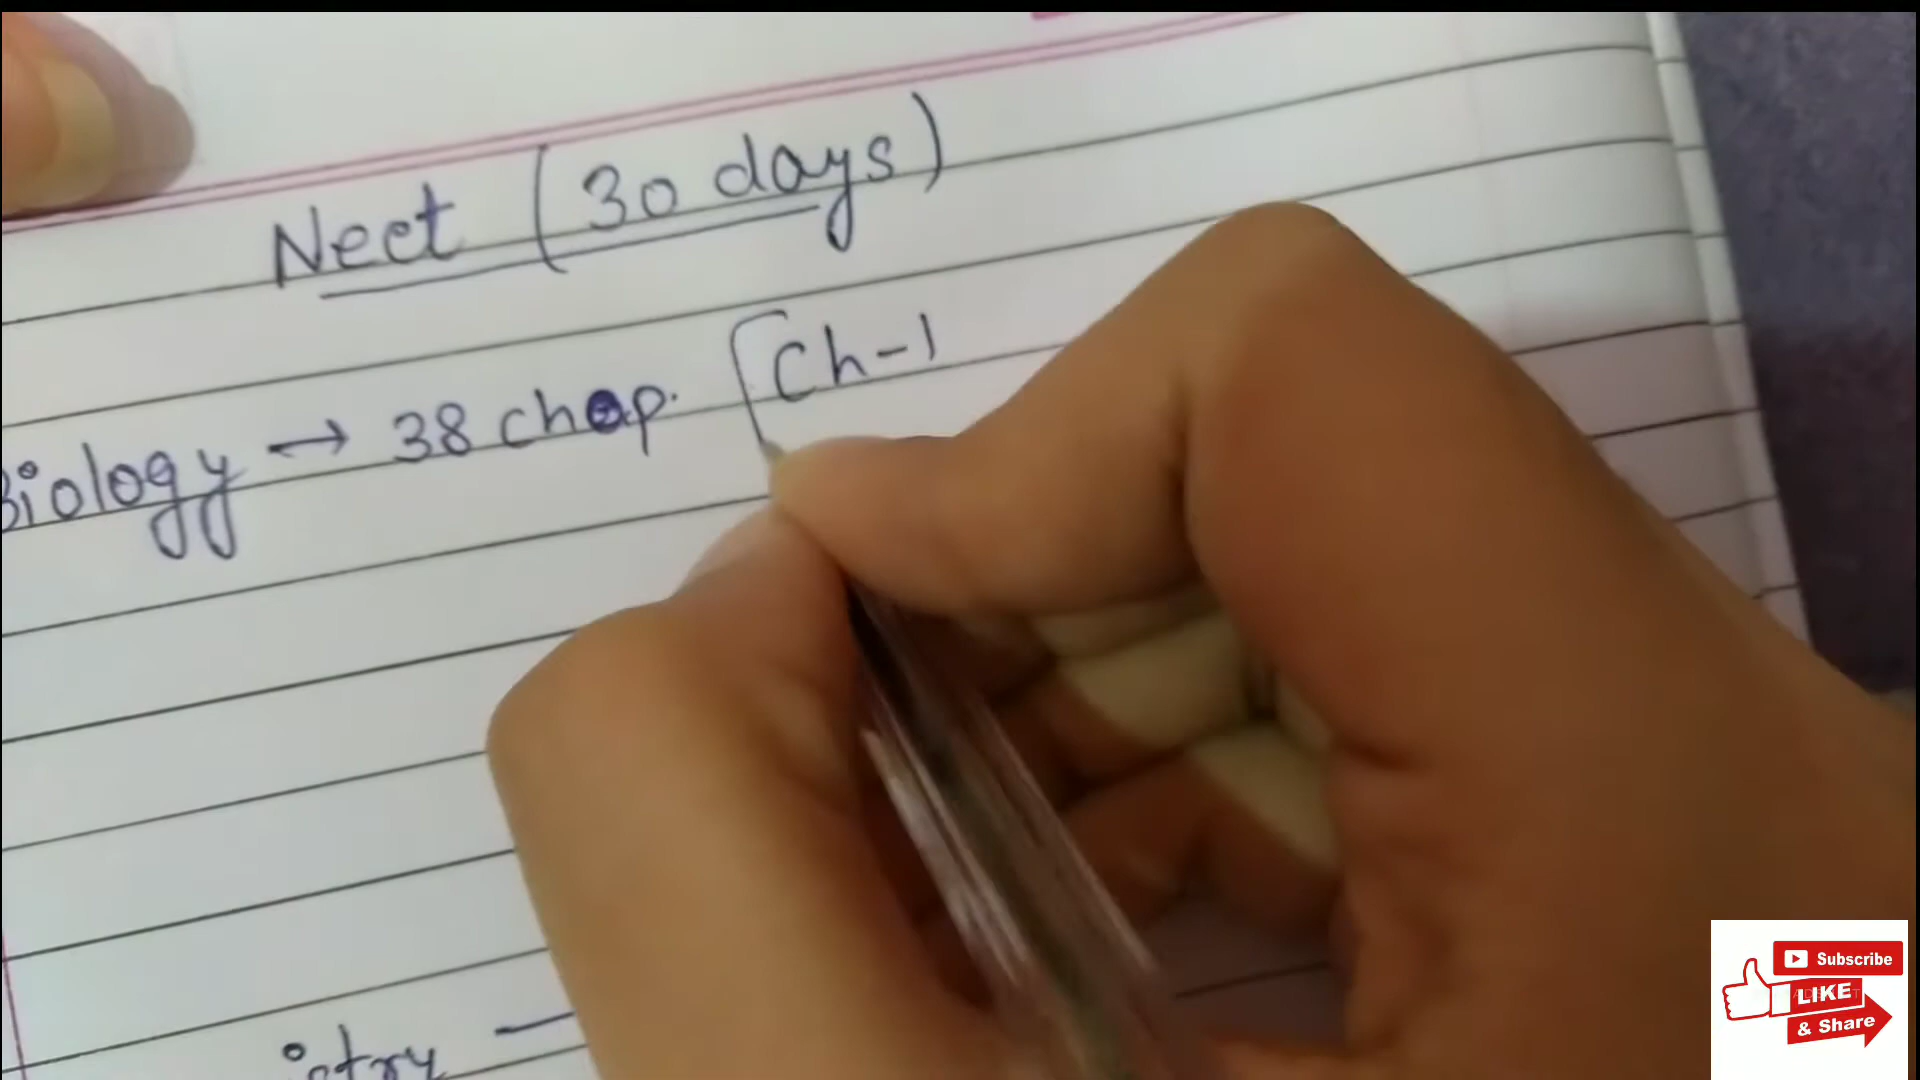 Neet (30 days)
Biology → 38 chap. [Ch-1
Subscribe
LIKE
& Share